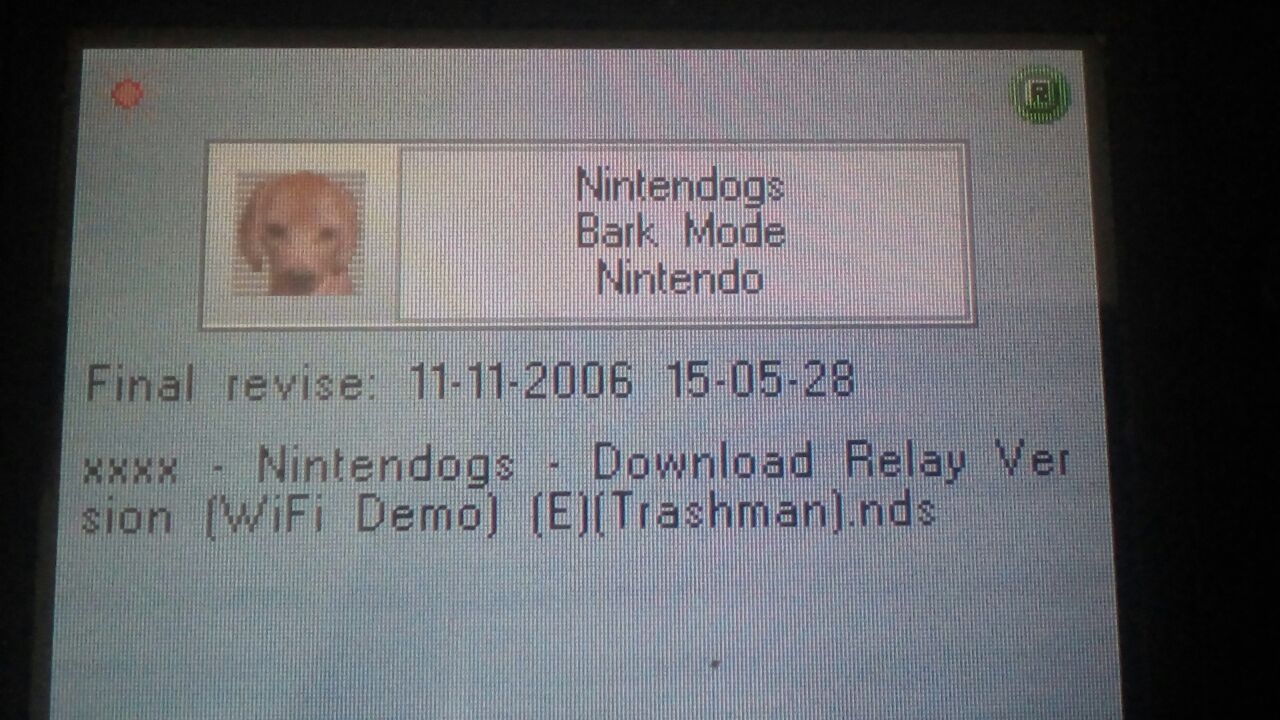 R
Nintendogs
Bark Mode
Nintendo
Final revise: 11-11-2006 15-05-28
xxxx - Nintendogs - Download Relay Ver
sion (WiFi Demo) (E)(Trashman).nds